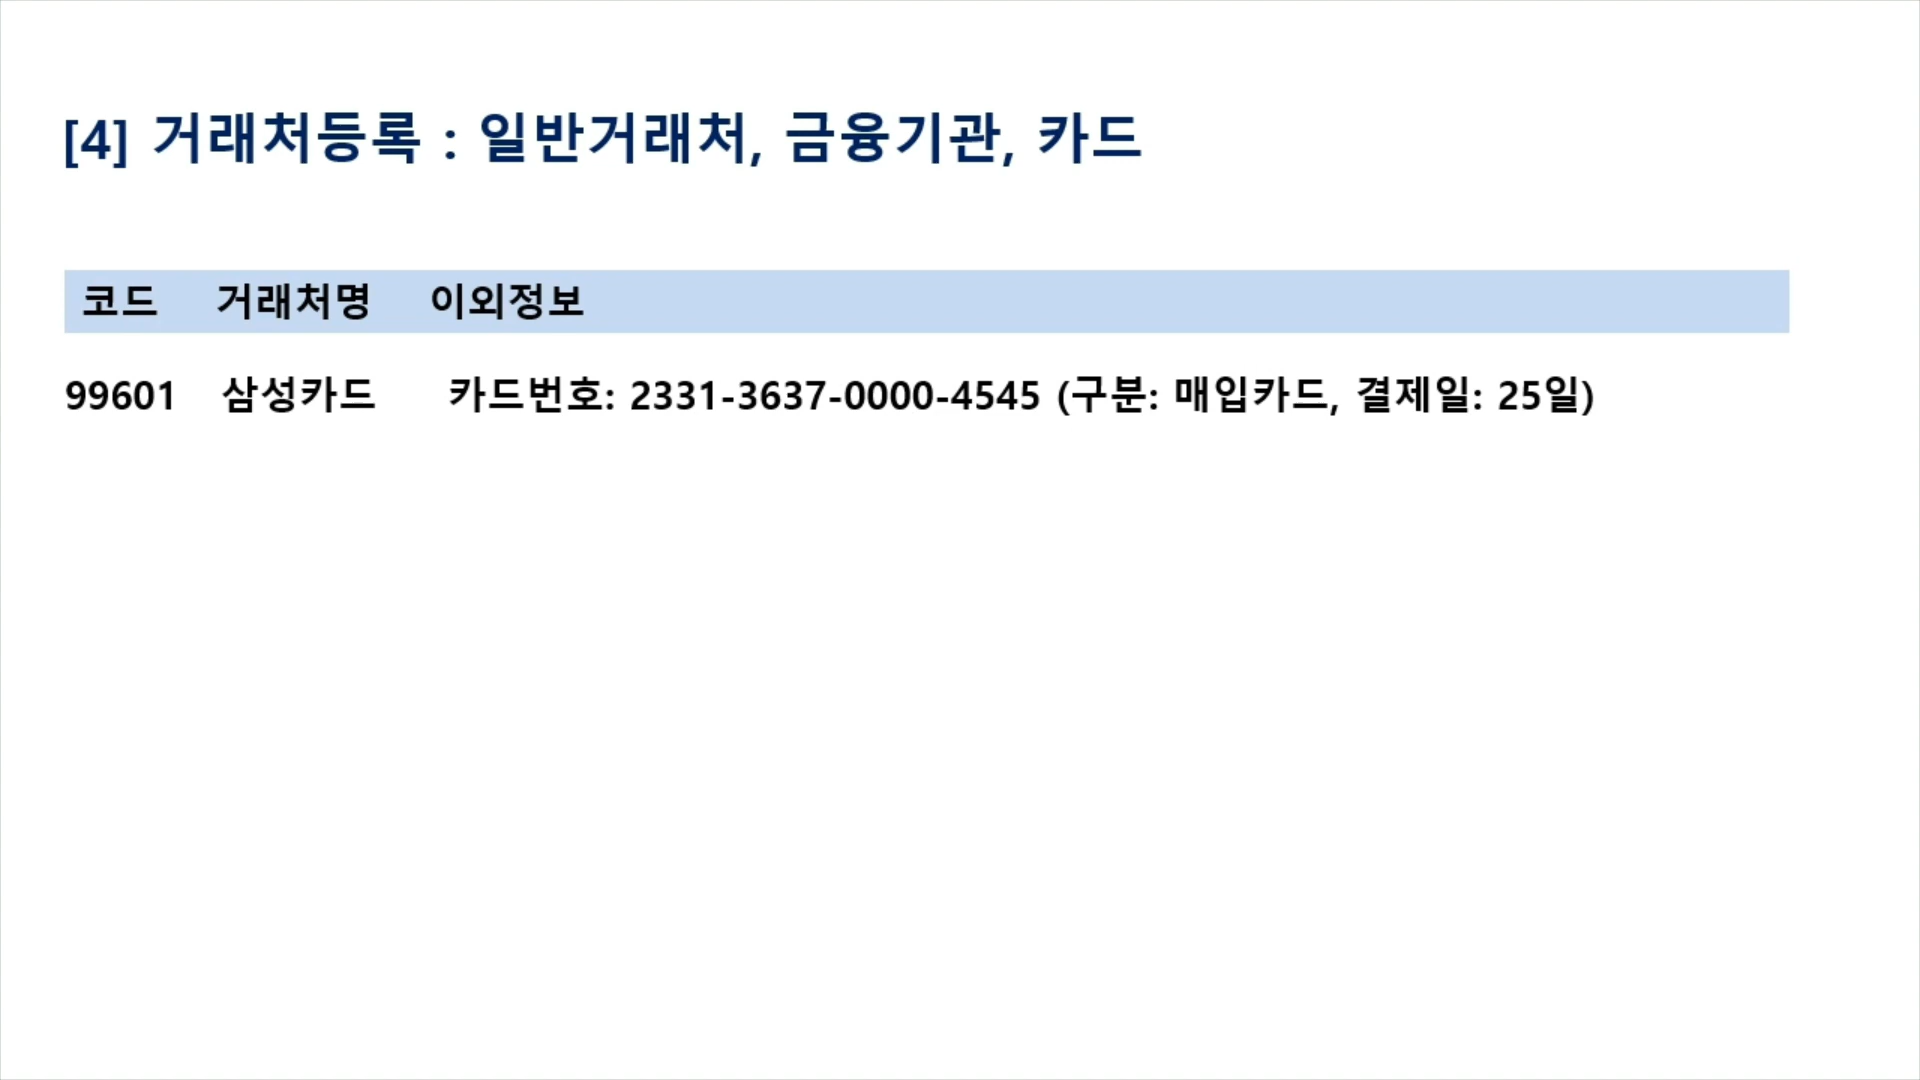 [4] 거래처등록 : 일반거래처, 금융기관, 카드
코드 거래처명 이외정보
99601 삼성카드 카드번호: 2331-3637-0000-4545 (구분: 매입카드, 결제일: 25일)